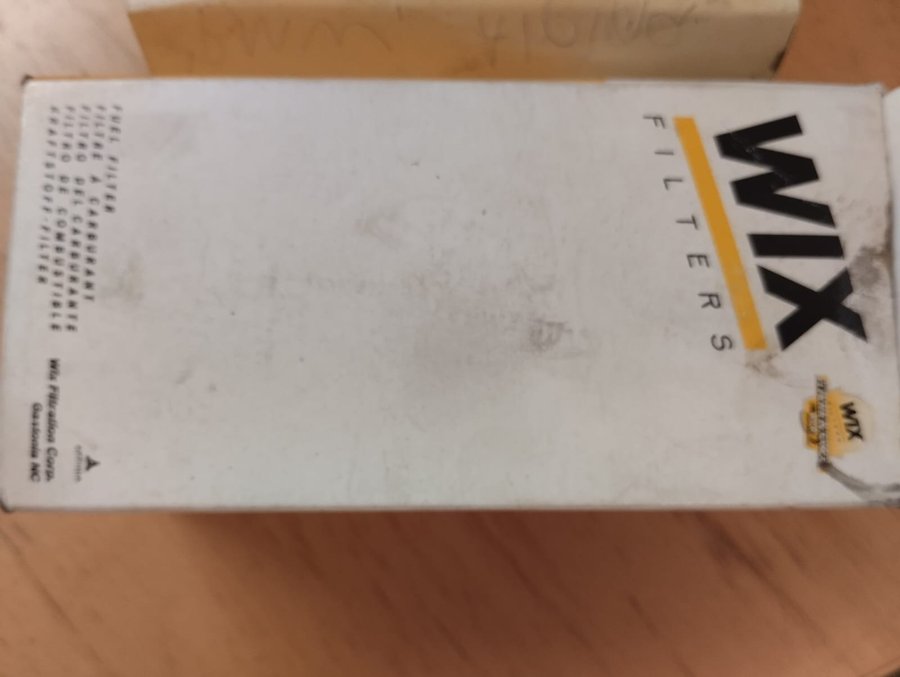 WIX
FILTERS
WIX
FUEL FILTER
FILTRE À CARBURANT
FILTRO DEL CARBURANTE
FILTRO DE COMBUSTIBLE
KRAFTSTOFF-FILTER
Wix Filtration Corp.
Gastonia NC